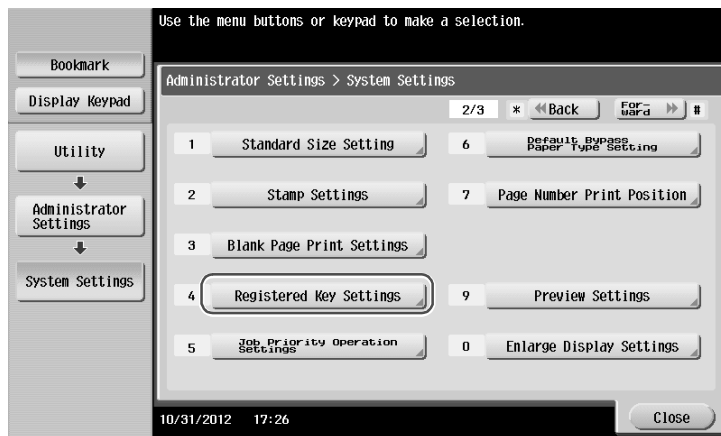 Use the menu buttons or keypad to make a selection.
Bookmark
Display Keypad
Utility
Administrator
Settings
System Settings
Administrator Settings > System Settings
2/3 * Back For-
ward #
1 Standard Size Setting
2 Stamp Settings
3 Blank Page Print Settings
4 Registered Key Settings
5 Job Priority Operation
Settings
6 Default Bypass
Paper Type Setting
7 Page Number Print Position
9 Preview Settings
0 Enlarge Display Settings
10/31/2012 17:26
Close